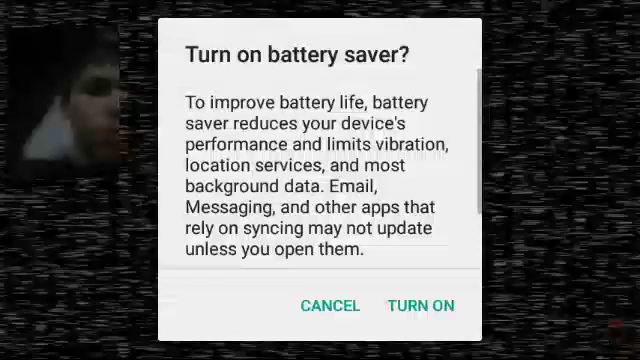 Turn on battery saver?
To improve battery life, battery
saver reduces your device's
performance and limits vibration,
location services, and most
background data. Email,
Messaging, and other apps that
rely on syncing may not update
unless you open them.
CANCEL TURN ON